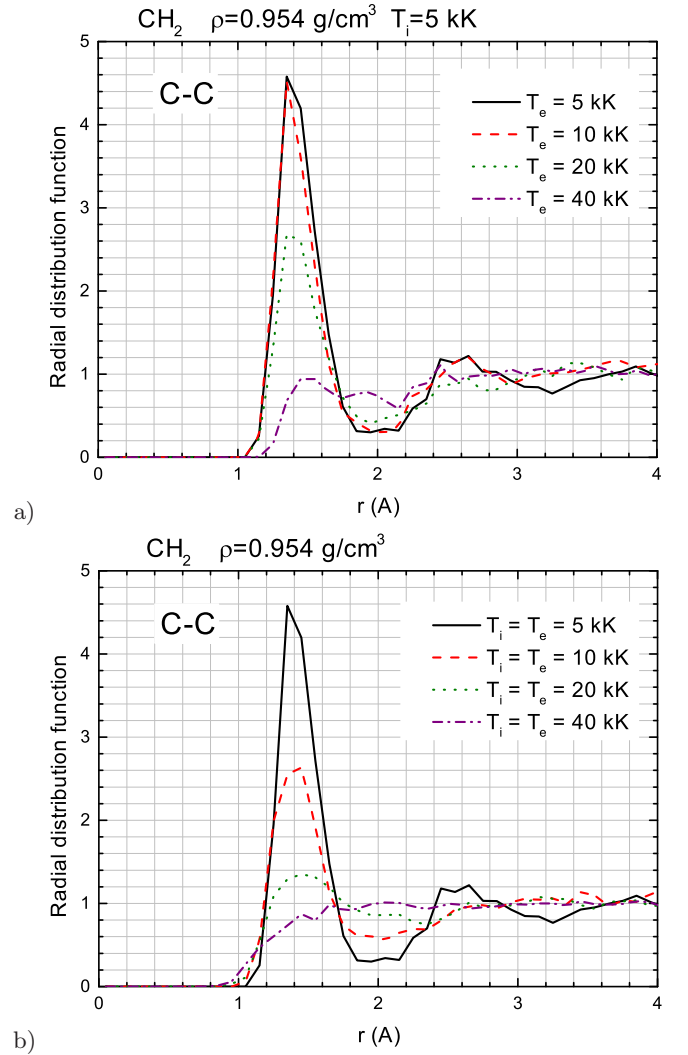 CH₂ ρ=0.954 g/cm³ Tᵢ=5 kK
C-C
Tₑ = 5 kK
Tₑ = 10 kK
Tₑ = 20 kK
Tₑ = 40 kK
Radial distribution function
5
4
3
2
1
0
0 1 2 3 4
r (A)
a)
CH₂ ρ=0.954 g/cm³
C-C
Tᵢ = Tₑ = 5 kK
Tᵢ = Tₑ = 10 kK
Tᵢ = Tₑ = 20 kK
Tᵢ = Tₑ = 40 kK
Radial distribution function
5
4
3
2
1
0
0 1 2 3 4
r (A)
b)